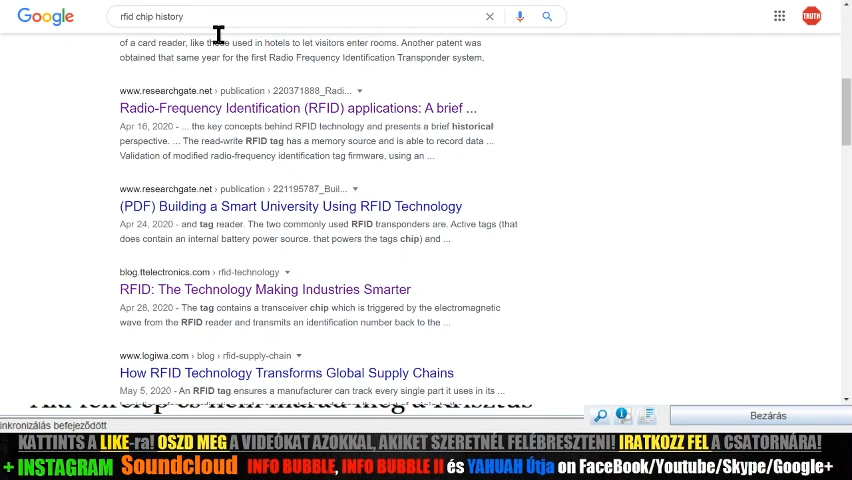 Google
rfid chip history
TRUTH
of a card reader, like those used in hotels to let visitors enter rooms. Another patent was
obtained that same year for the first Radio Frequency Identification Transponder system,
www.researchgate.net › publication › 220371888_Radi...
Radio-Frequency Identification (RFID) applications: A brief ...
Apr 16, 2020 - ... the key concepts behind RFID technology and presents a brief historical
perspective. ... The read-write RFID tag has a memory source and is able to record data ...
Validation of modified radio-frequency identification tag firmware, using an ...
www.researchgate.net › publication › 221195787_Buil...
(PDF) Building a Smart University Using RFID Technology
Apr 24, 2020 - and tag reader. The two commonly used RFID transponders are. Active tags (that
does contain an internal battery power source. that powers the tags chip) and ...
blog.ttelectronics.com › rfid-technology
RFID: The Technology Making Industries Smarter
Apr 28, 2020 - The tag contains a transceiver chip which is triggered by the electromagnetic
wave from the RFID reader and transmits an identification number back to the ...
www.logiwa.com › blog › rfid-supply-chain
How RFID Technology Transforms Global Supply Chains
May 5, 2020 - An RFID tag ensures a manufacturer can track every single part it uses in its ...
Bezárás
inkronizálás befejeződött
KATTINTS A LIKE-ra! OSZD MEG A VIDEÓKAT AZOKKAL, AKIKET SZERETNÉL FELÉBRESZTENI! IRATKOZZ FEL A CSATORNÁRA!
+ INSTAGRAM Soundcloud INFO BUBBLE, INFO BUBBLE II és YAHUAH Útja on FaceBook/Youtube/Skype/Google+